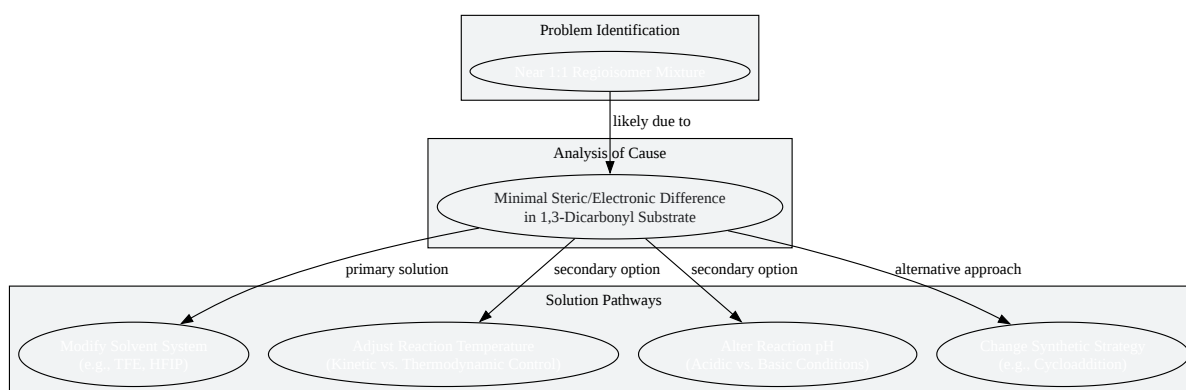 Problem Identification
Near 1:1 Regioisomer Mixture
likely due to
Analysis of Cause
Minimal Steric/Electronic Difference
in 1,3-Dicarbonyl Substrate
primary solution
secondary option
secondary option
alternative approach
Solution Pathways
Modify Solvent System
(e.g., TFE, HFIP)
Adjust Reaction Temperature
(Kinetic vs. Thermodynamic Control)
Alter Reaction pH
(Acidic vs. Basic Conditions)
Change Synthetic Strategy
(e.g., Cycloaddition)